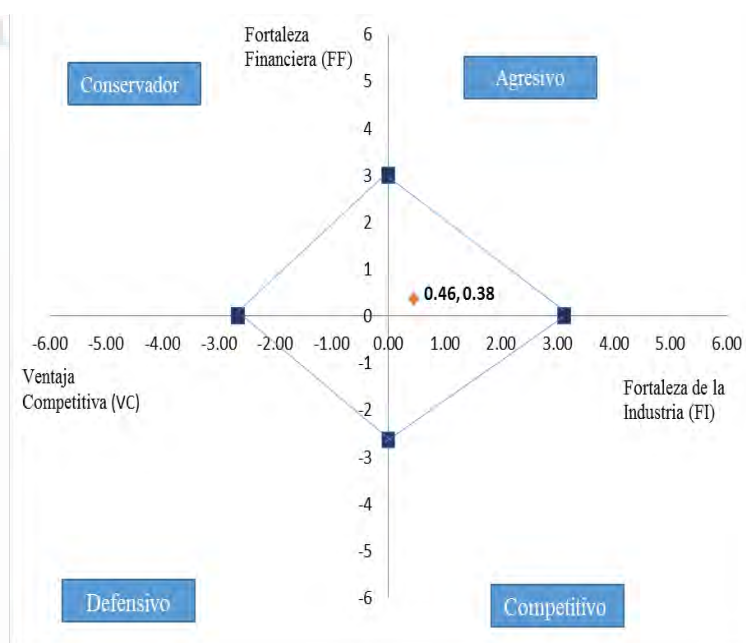 Fortaleza
Financiera (FF)
6
Conservador
Agresivo
5
4
3
2
1
0.46, 0.38
0
-6.00 -5.00 -4.00 -3.00 -2.00 -1.00 0.00 1.00 2.00 3.00 4.00 5.00 6.00
-1
Ventaja
Competitiva (VC)
Fortaleza de la
Industria (FI)
-2
-3
-4
-5
-6
Defensivo
Competitivo